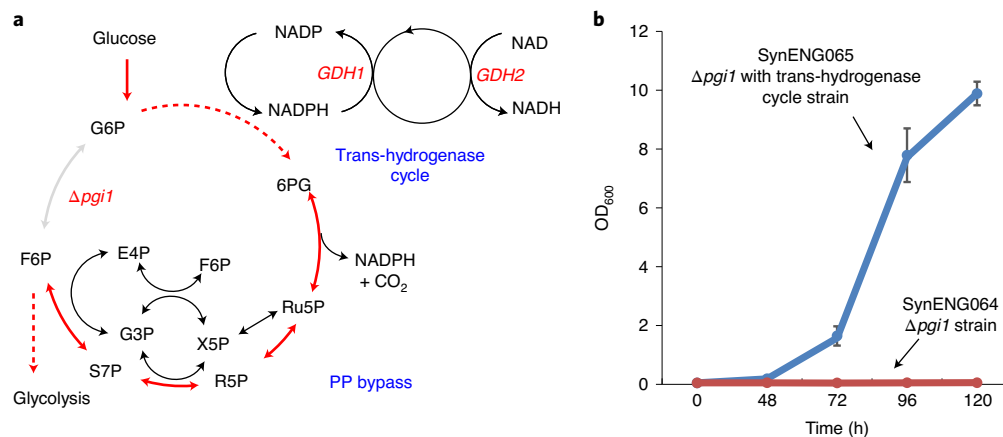 a
Glucose
G6P
Δpgi1
F6P
Glycolysis
E4P
F6P
G3P
X5P
S7P
R5P
Ru5P
6PG
NADPH
+ CO2
PP bypass
NADP
NADPH
GDH1
GDH2
NAD
NADH
Trans-hydrogenase
cycle
b
OD600
12
10
8
6
4
2
0
SynENG065
Δpgi1 with trans-hydrogenase
cycle strain
SynENG064
Δpgi1 strain
0 48 72 96 120
Time (h)